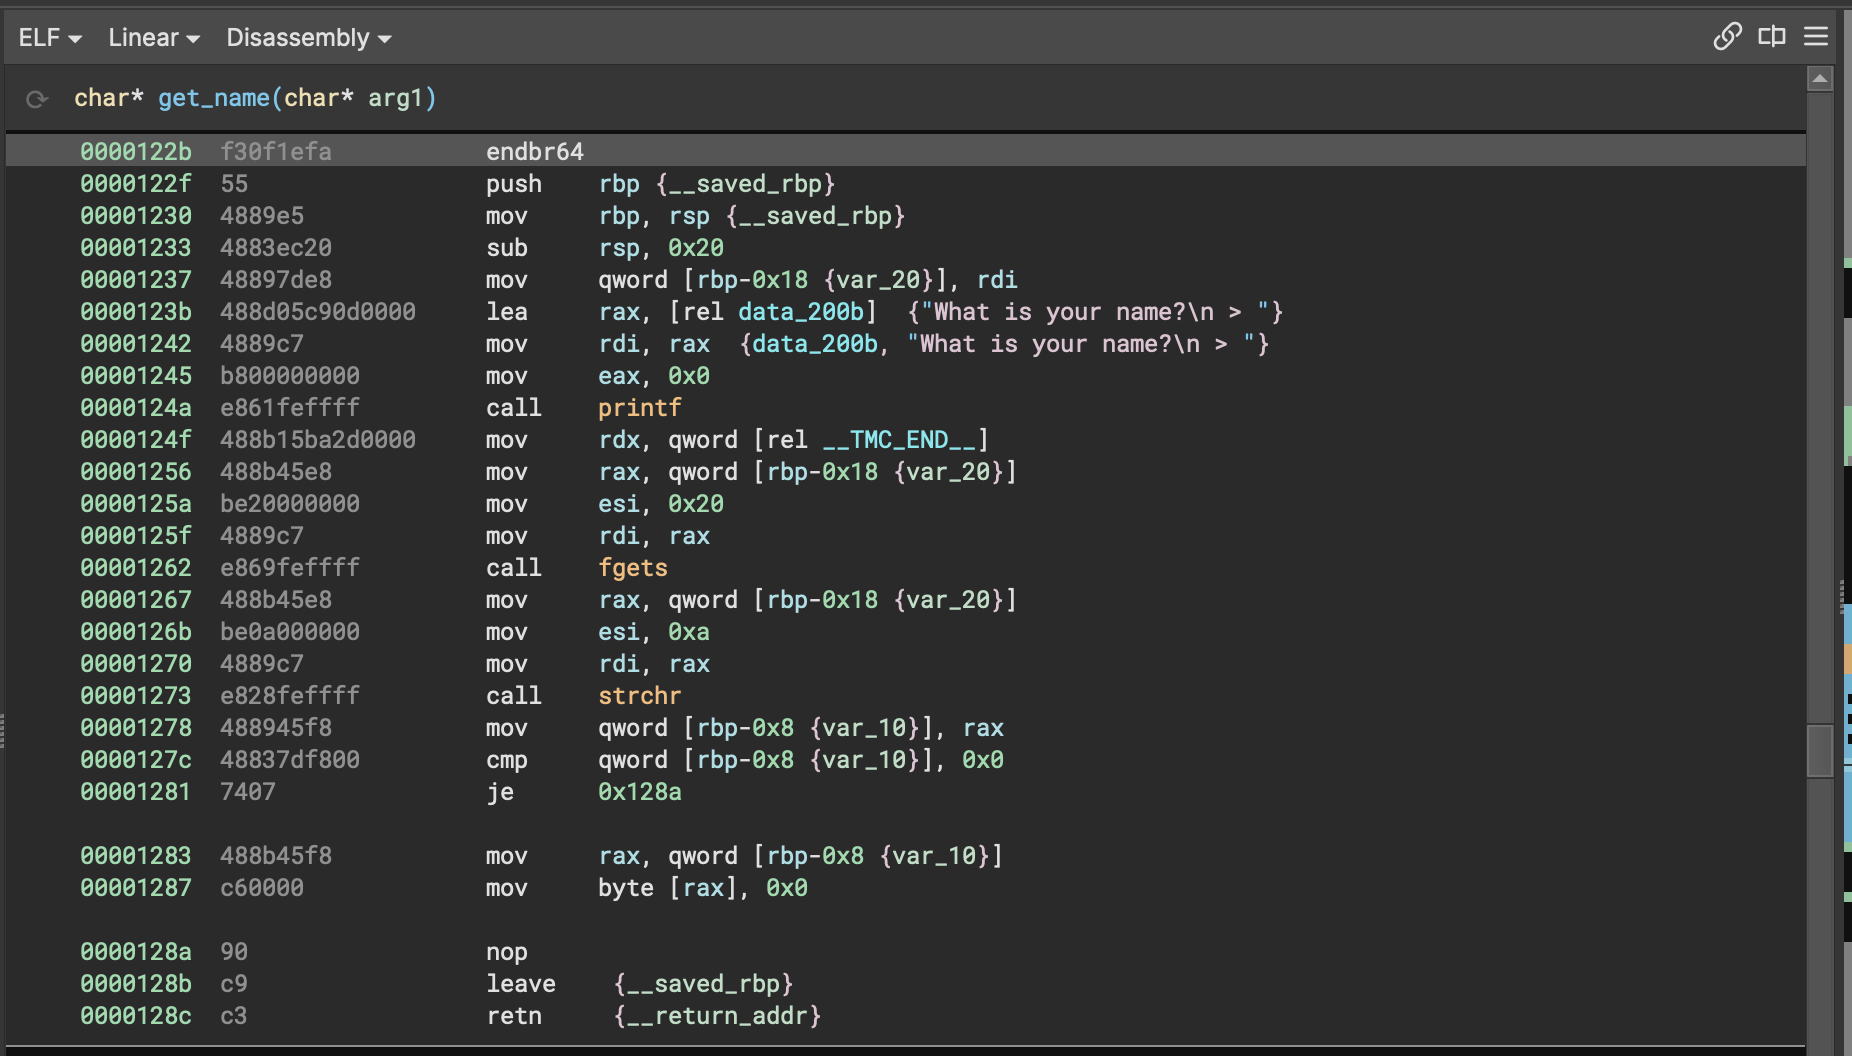 ELF Linear Disassembly
char* get_name(char* arg1)
0000122b f30f1efa endbr64
0000122f 55 push rbp {__saved_rbp}
00001230 4889e5 mov rbp, rsp {__saved_rbp}
00001233 4883ec20 sub rsp, 0x20
00001237 48897de8 mov qword [rbp-0x18 {var_20}], rdi
0000123b 488d05c90d0000 lea rax, [rel data_200b] {"What is your name?\n > "}
00001242 4889c7 mov rdi, rax {data_200b, "What is your name?\n > "}
00001245 b800000000 mov eax, 0x0
0000124a e861feffff call printf
0000124f 488b15ba2d0000 mov rdx, qword [rel __TMC_END__]
00001256 488b45e8 mov rax, qword [rbp-0x18 {var_20}]
0000125a be20000000 mov esi, 0x20
0000125f 4889c7 mov rdi, rax
00001262 e869feffff call fgets
00001267 488b45e8 mov rax, qword [rbp-0x18 {var_20}]
0000126b be0a000000 mov esi, 0xa
00001270 4889c7 mov rdi, rax
00001273 e828feffff call strchr
00001278 488945f8 mov qword [rbp-0x8 {var_10}], rax
0000127c 48837df800 cmp qword [rbp-0x8 {var_10}], 0x0
00001281 7407 je 0x128a
00001283 488b45f8 mov rax, qword [rbp-0x8 {var_10}]
00001287 c60000 mov byte [rax], 0x0
0000128a 90 nop
0000128b c9 leave {__saved_rbp}
0000128c c3 retn {__return_addr}